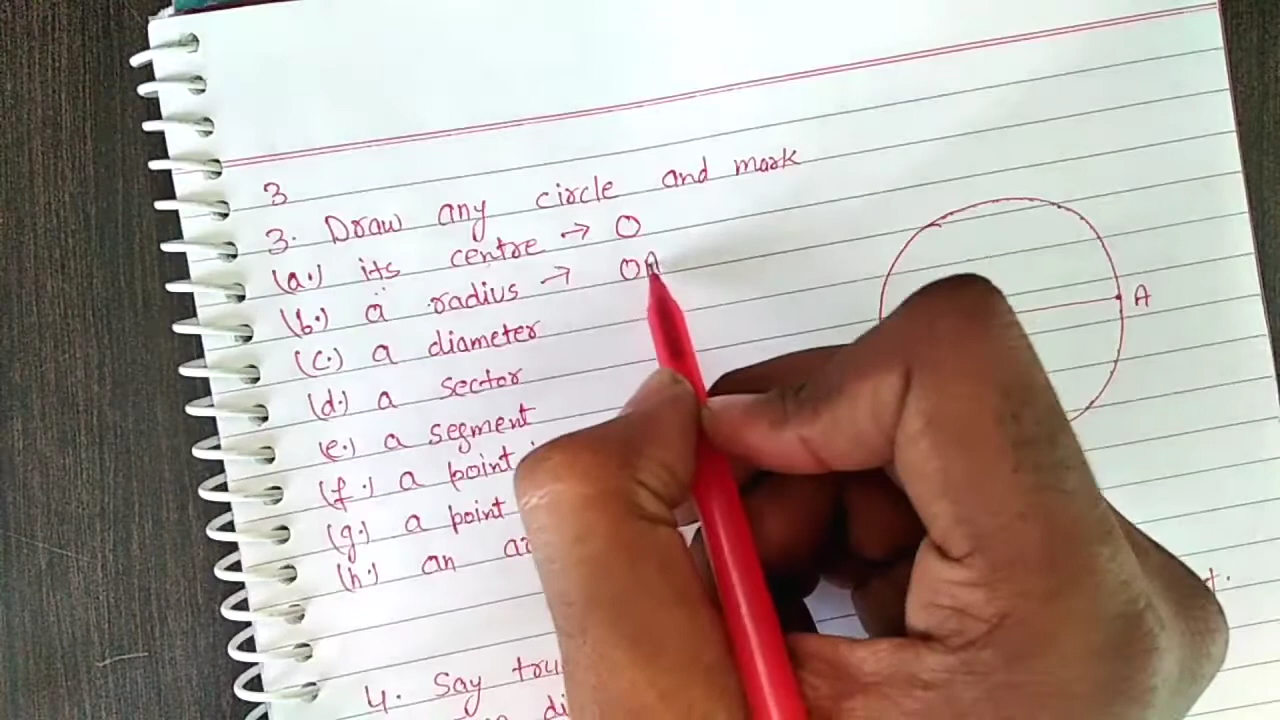 3
3. Draw any circle and mark
(a.) its centre → O
(b.) a radius → OA
(c.) a diameter
(d.) a sector
(e.) a segment
(f.) a point
(g.) a point
(h.) an
4. Say
A